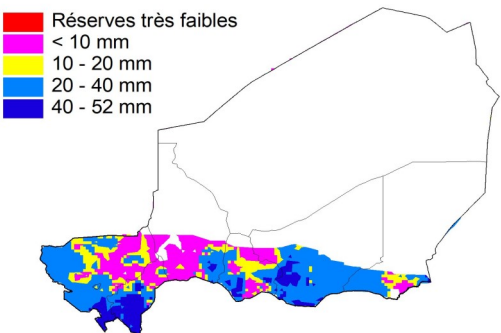 Réserves très faibles
< 10 mm
10 - 20 mm
20 - 40 mm
40 - 52 mm